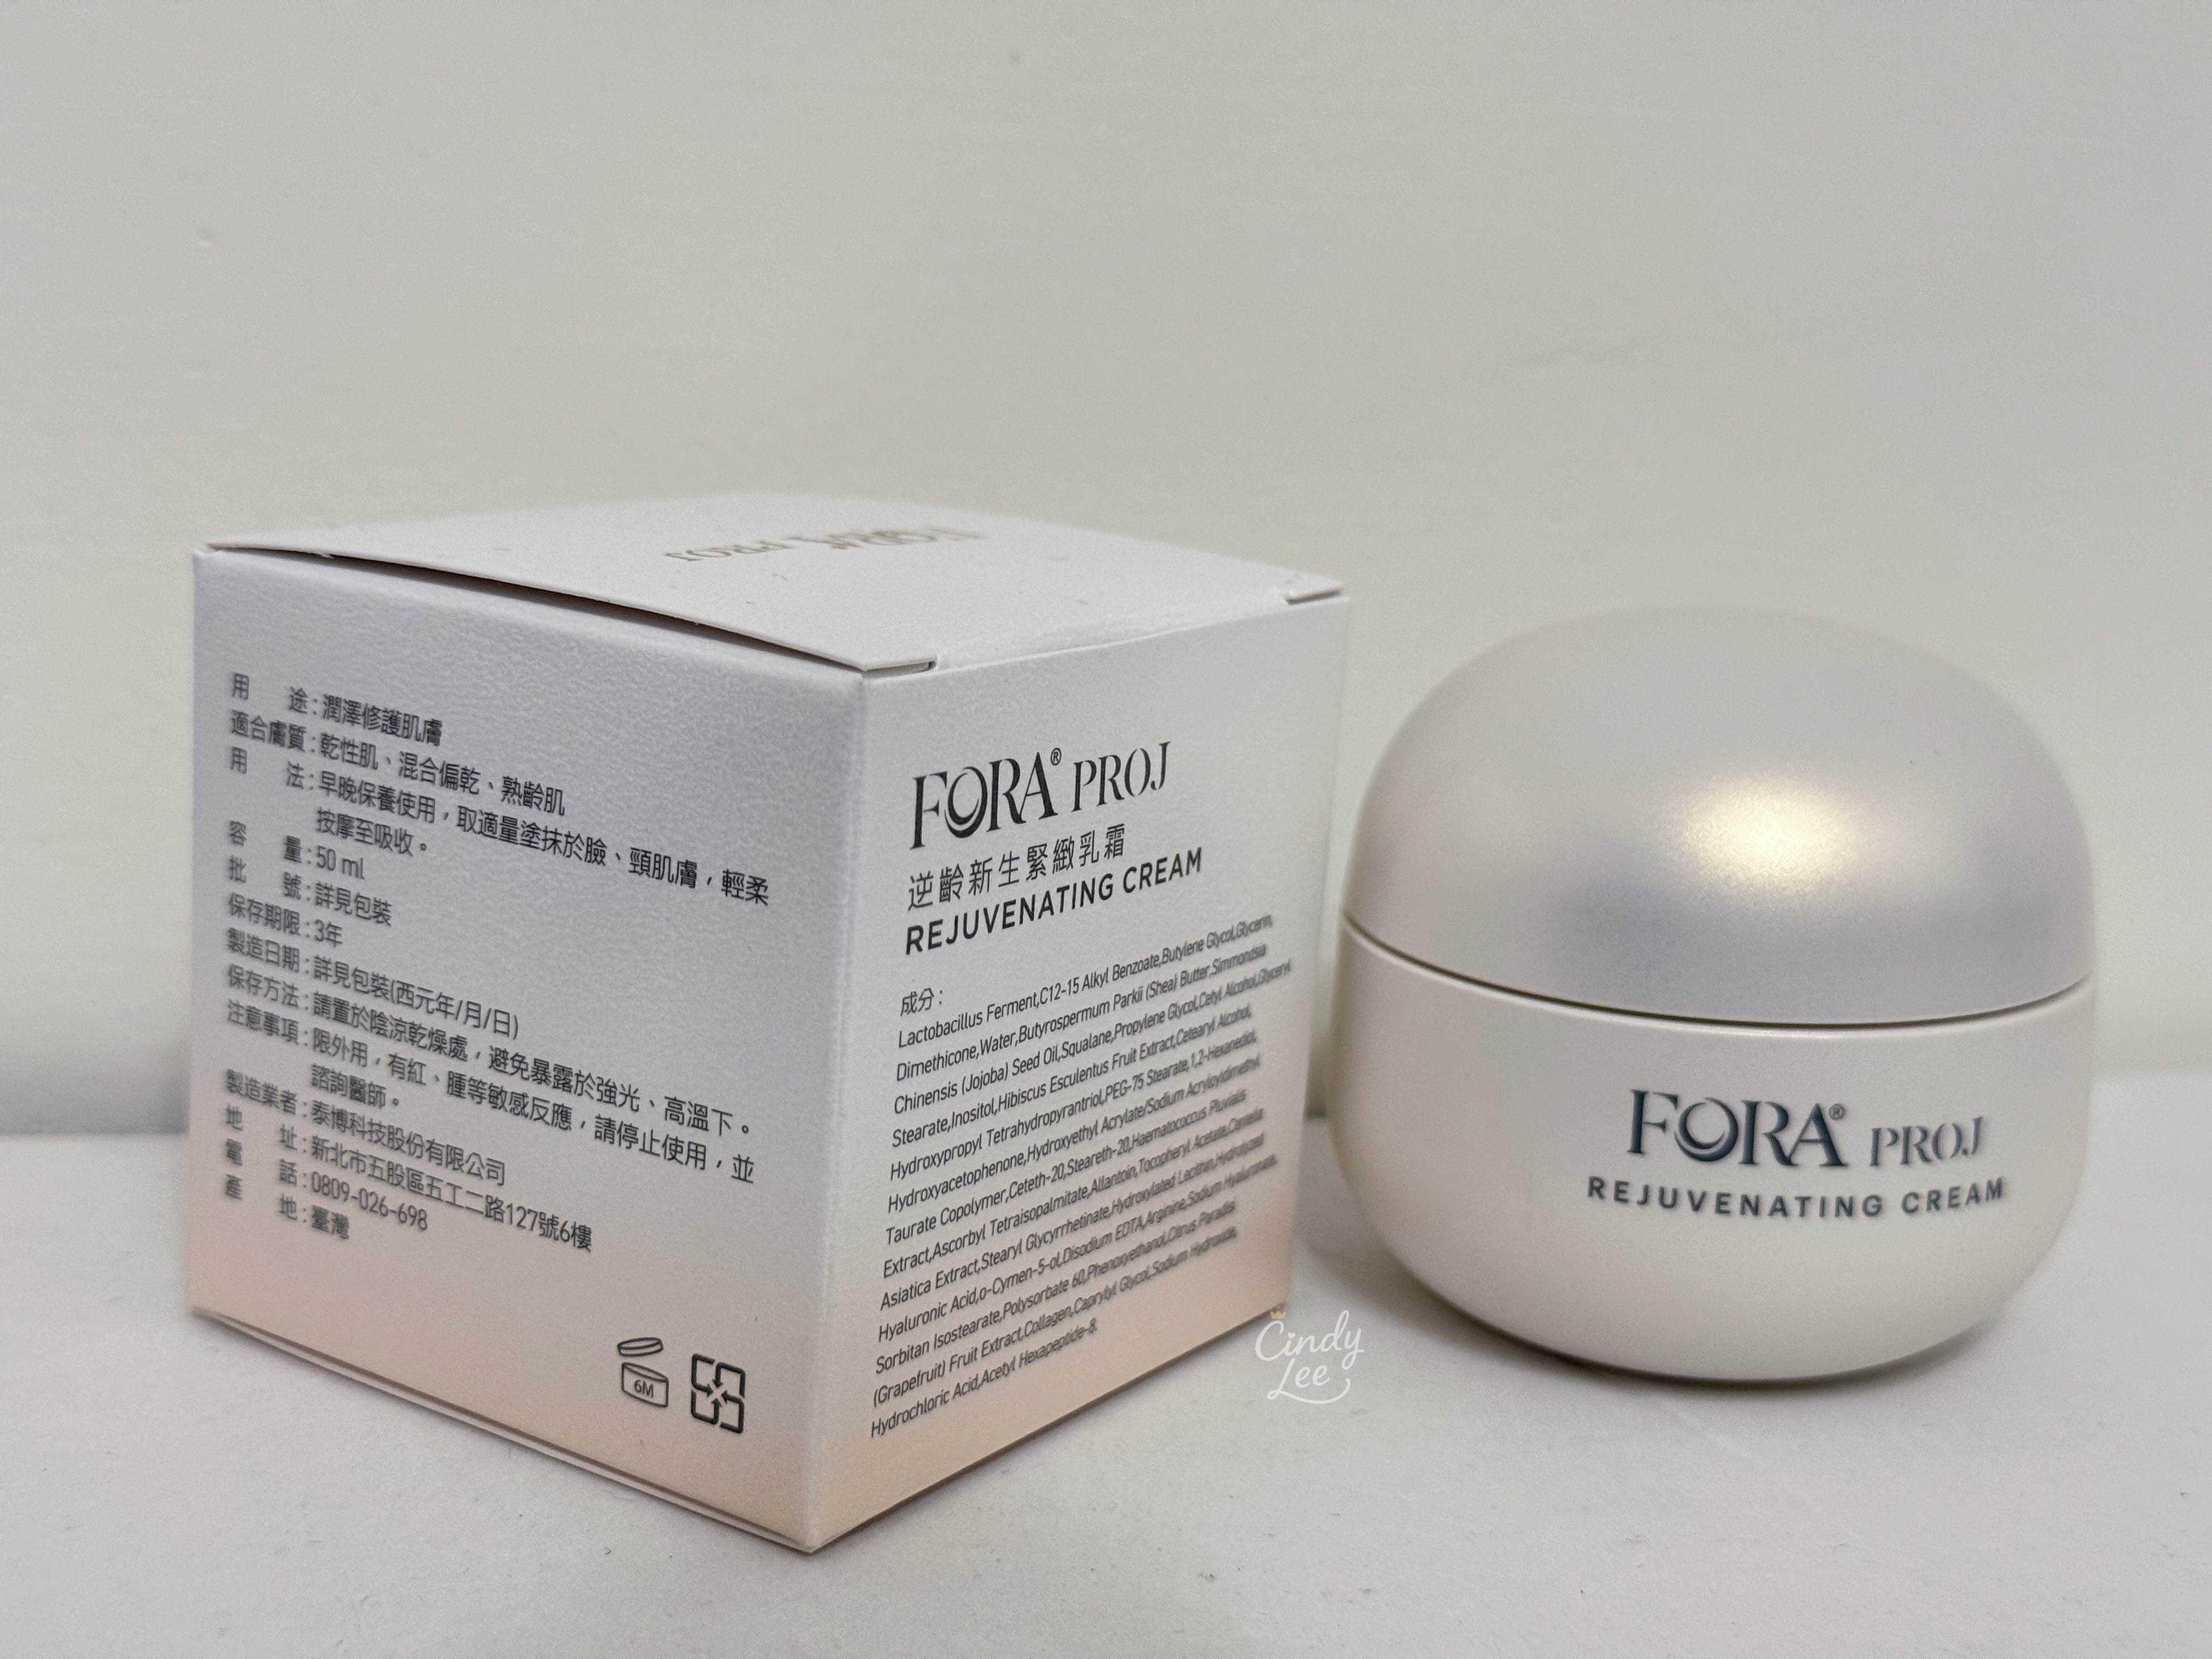 FORA PROJ
用途：潤澤修護肌膚
適合膚質：乾性肌、混合偏乾、熟齡肌
用法：早晚保養使用，取適量塗抹於臉、頸肌膚，輕柔
按摩至吸收。
容量：50 ml
批號：詳見包裝
保存期限：3年
製造日期：詳見包裝(西元年/月/日)
保存方法：請置於陰涼乾燥處，避免暴露於強光、高溫下。
注意事項：限外用，有紅、腫等敏感反應，請停止使用，並
諮詢醫師。
製造業者：泰博科技股份有限公司
地址：新北市五股區五工二路127號6樓
電話：0809-026-698
產地：臺灣
6M
FORA® PROJ
逆齡新生緊緻乳霜
REJUVENATING CREAM
成分：
Lactobacillus Ferment,C12-15 Alkyl Benzoate,Butylene Glycol,Glycerin,
Dimethicone,Water,Butyrospermum Parkii (Shea) Butter,Simmondsia
Chinensis (Jojoba) Seed Oil,Squalane,Propylene Glycol,Cetyl Alcohol,Glyceryl
Stearate,Inositol,Hibiscus Esculentus Fruit Extract,Cetearyl Alcohol,
Hydroxypropyl Tetrahydropyrantriol,PEG-75 Stearate,1,2-Hexanediol,
Hydroxyacetophenone,Hydroxyethyl Acrylate/Sodium Acryloyldimethyl
Taurate Copolymer,Ceteth-20,Steareth-20,Haematococcus Pluvialis
Extract,Ascorbyl Tetraisopalmitate,Allantoin,Tocopheryl Acetate,Centella
Asiatica Extract,Stearyl Glycyrrhetinate,Hydroxylated Lecithin,Hydrolyzed
Hyaluronic Acid,o-Cymen-5-ol,Disodium EDTA,Arginine,Sodium Hyaluronate,
Sorbitan Isostearate,Polysorbate 60,Phenoxyethanol,Citrus Paradisi
(Grapefruit) Fruit Extract,Collagen,Caprylyl Glycol,Sodium Hydroxide,
Hydrochloric Acid,Acetyl Hexapeptide-8.
FORA® PROJ
REJUVENATING CREAM
Cindy
Lee